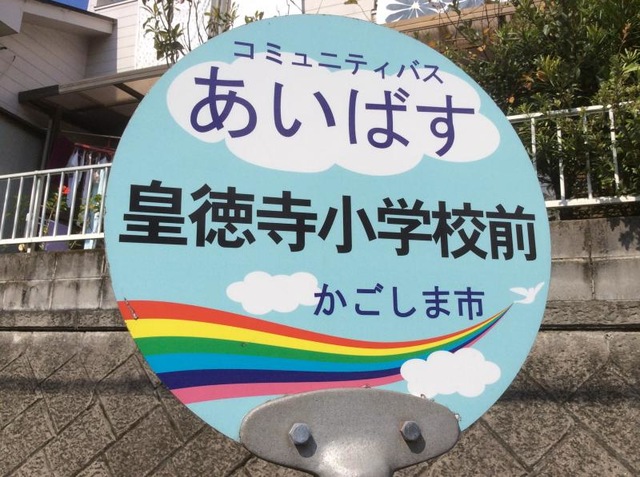 コミュニティバス
あいばす
皇徳寺小学校前
かごしま市